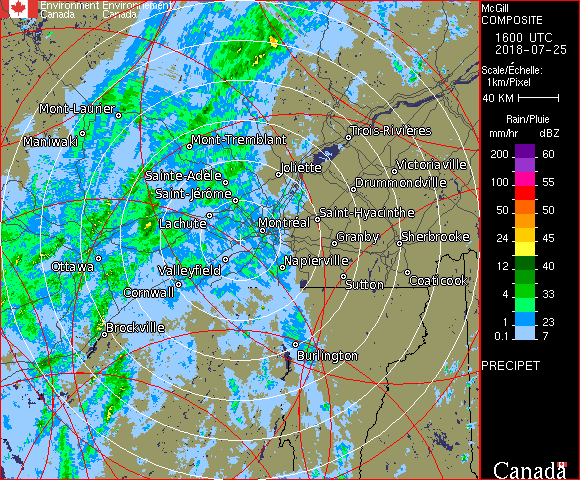 Environment Environnement
Canada Canada
McGill
COMPOSITE
1600 UTC
2018-07-25
Scale/Échelle:
1km/Pixel
40 KM
Rain/Pluie
mm/hr dBZ
200 60
100 55
50 50
24 45
12 40
4 33
1 23
0.1 7
PRECIPET
Canada
Mont-Laurier
Maniwaki
Mont-Tremblant
Trois-Rivières
Sainte-Adèle
Joliette
Victoriaville
Saint-Jérôme
Drummondville
Lachute
Montréal
Saint-Hyacinthe
Granby
Sherbrooke
Ottawa
Valleyfield
Napierville
Cornwall
Sutton
Coaticook
Brockville
Burlington